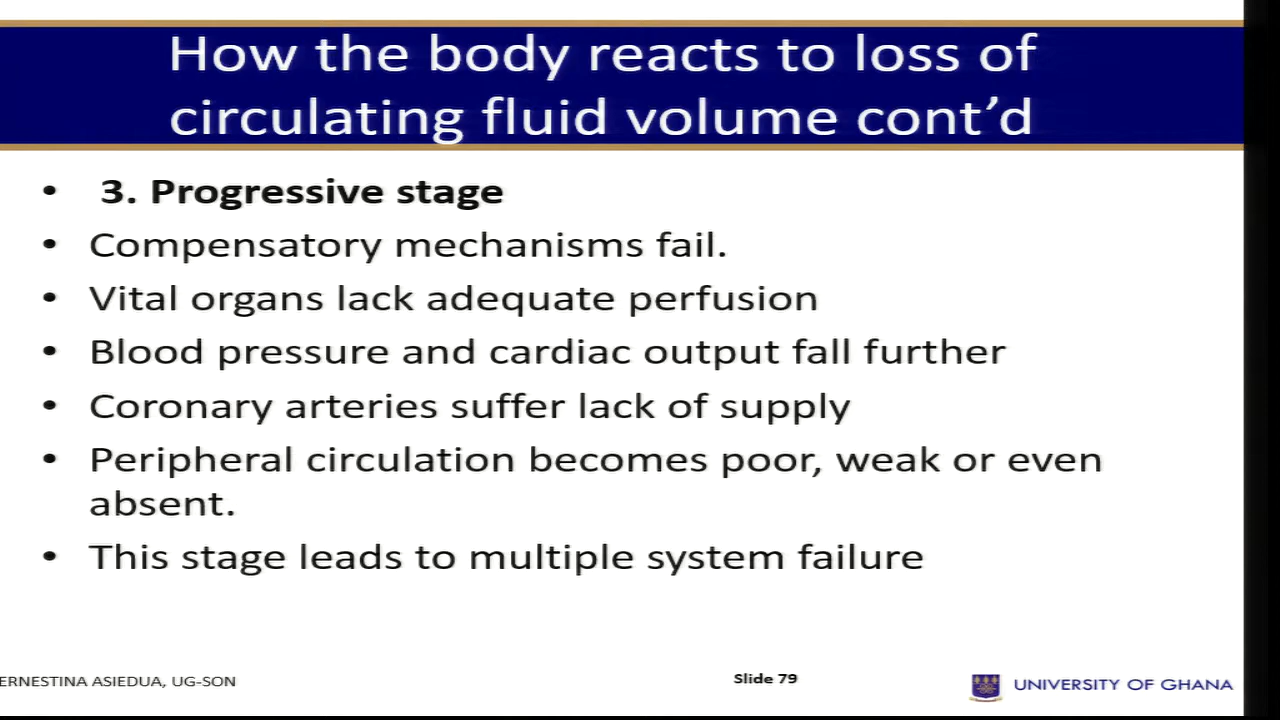 How the body reacts to loss of
circulating fluid volume cont’d
• 3. Progressive stage
• Compensatory mechanisms fail.
• Vital organs lack adequate perfusion
• Blood pressure and cardiac output fall further
• Coronary arteries suffer lack of supply
• Peripheral circulation becomes poor, weak or even
absent.
• This stage leads to multiple system failure
ERNESTINA ASIEDUA, UG-SON
Slide 79
UNIVERSITY OF GHANA